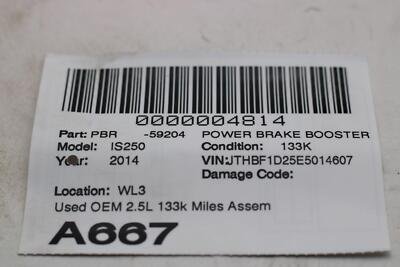 0000004814
Part: PBR -59204 POWER BRAKE BOOSTER
Model: IS250 Condition: 133K
Year: 2014 VIN:JTHBF1D25E5014607
Damage Code:
Location: WL3
Used OEM 2.5L 133k Miles Assem
A667